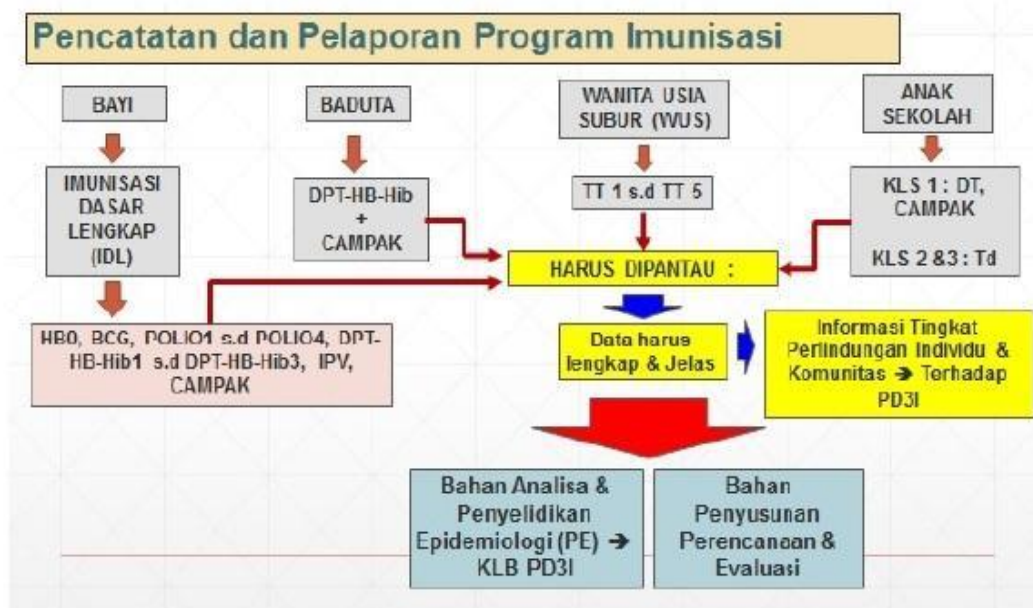 Pencatatan dan Pelaporan Program Imunisasi
BAYI
BADUTA
WANITA USIA
SUBUR (WUS)
ANAK
SEKOLAH
IMUNISASI
DASAR
LENGKAP
(IDL)
DPT-HB-Hib
+
CAMPAK
TT 1 s.d TT 5
KLS 1 : DT,
CAMPAK
KLS 2 &3 : Td
HARUS DIPANTAU :
HB0, BCG, POLIO1 s.d POLIO4, DPT-
HB-Hib1 s.d DPT-HB-Hib3, IPV,
CAMPAK
Data harus
lengkap & Jelas
Informasi Tingkat
Perlindungan Individu &
Komunitas ➔ Terhadap
PD3I
Bahan Analisa &
Penyelidikan
Epidemiologi (PE) ➔
KLB PD3I
Bahan
Penyusunan
Perencanaan &
Evaluasi